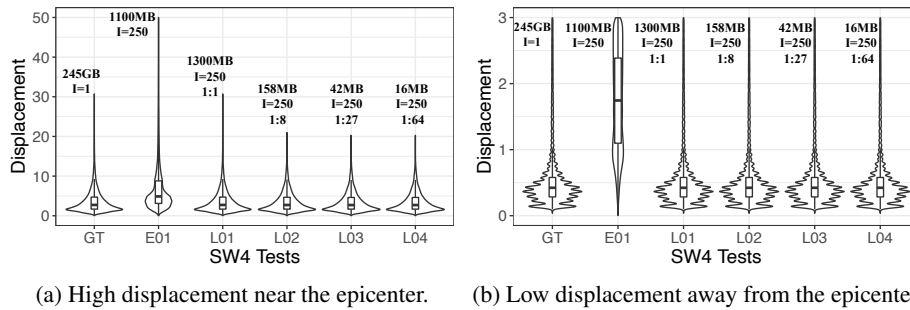 50
40
30
20
10
0
Displacement
245GB
I=1
1100MB
I=250
1300MB
I=250
1:1
158MB
I=250
1:8
42MB
I=250
1:27
16MB
I=250
1:64
GT E01 L01 L02 L03 L04
SW4 Tests
(a) High displacement near the epicenter.
3
2
1
0
Displacement
245GB
I=1
1100MB
I=250
1300MB
I=250
1:1
158MB
I=250
1:8
42MB
I=250
1:27
16MB
I=250
1:64
GT E01 L01 L02 L03 L04
SW4 Tests
(b) Low displacement away from the epicente